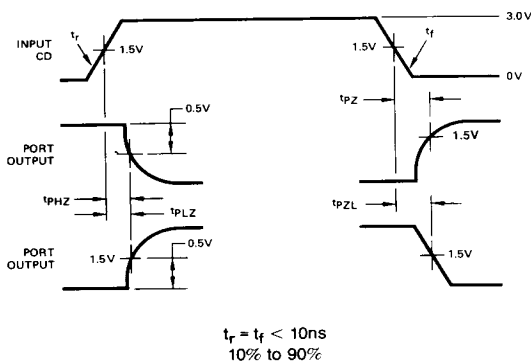 INPUT
CD
tr
1.5V
1.5V
tf
3.0V
0V
0.5V
tPZ
PORT
OUTPUT
1.5V
tPHZ
tPLZ
tPZL
PORT
OUTPUT
1.5V
0.5V
1.5V
tr = tf < 10ns
10% to 90%